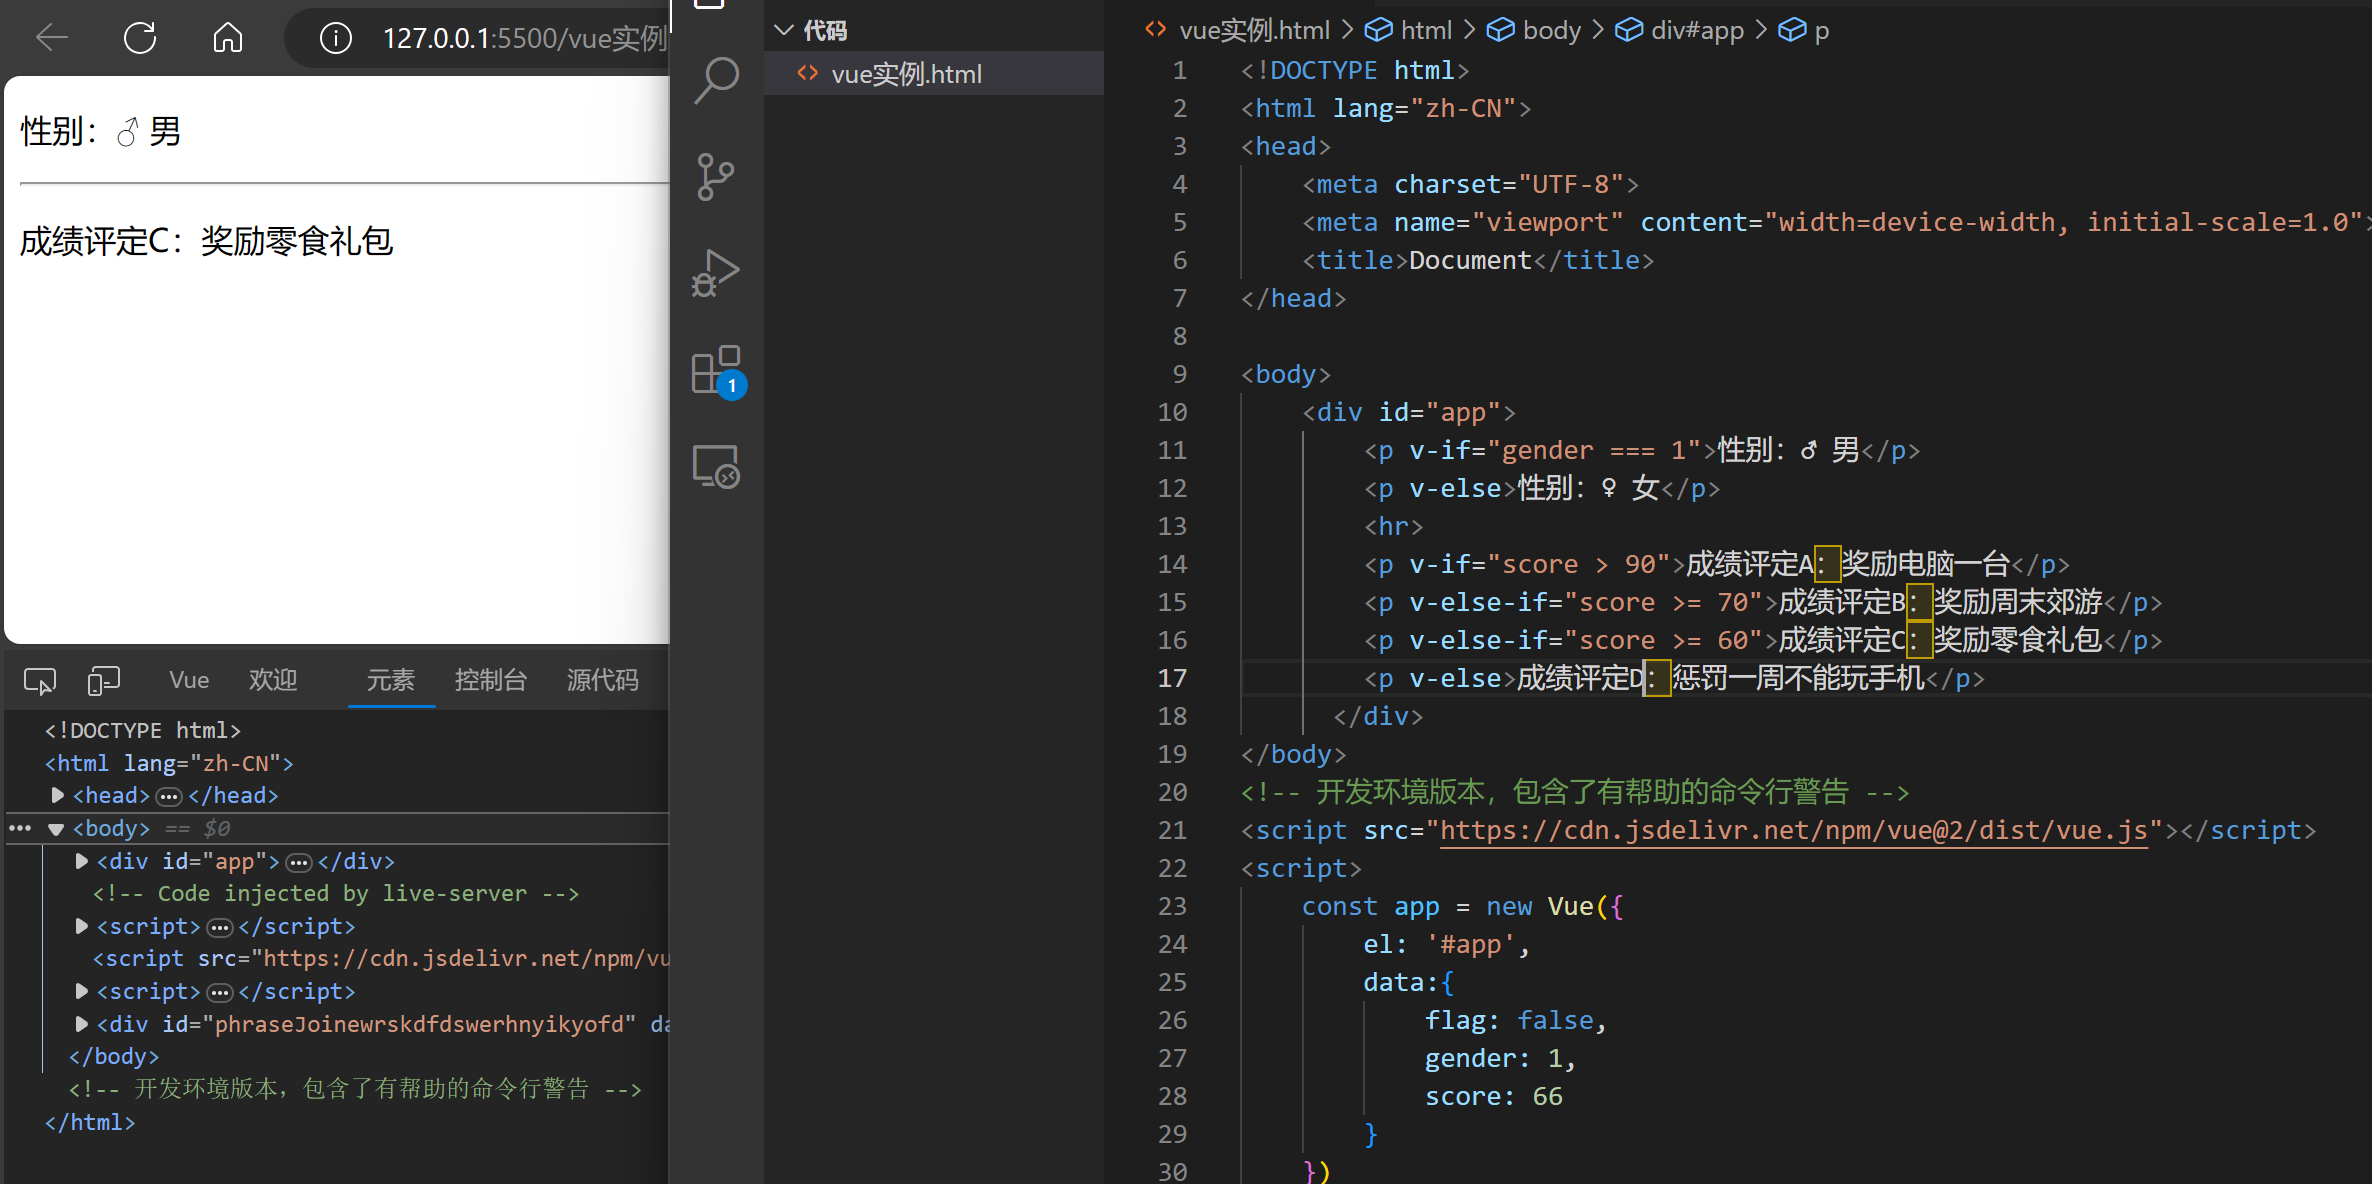 127.0.0.1:5500/vue实例
性别：♂ 男
成绩评定C：奖励零食礼包
Vue 欢迎 元素 控制台 源代码
<!DOCTYPE html>
<html lang="zh-CN">
<head>…</head>
<body> == $0
<div id="app">…</div>
<!-- Code injected by live-server -->
<script>…</script>
<script src="https://cdn.jsdelivr.net/npm/vu
<script>…</script>
<div id="phraseJoinewrskdfdswerhnyikyofd" da
</body>
<!-- 开发环境版本，包含了有帮助的命令行警告 -->
</html>
1
代码
vue实例.html
vue实例.html > html > body > div#app > p
1 <!DOCTYPE html>
2 <html lang="zh-CN">
3 <head>
4 <meta charset="UTF-8">
5 <meta name="viewport" content="width=device-width, initial-scale=1.0">
6 <title>Document</title>
7 </head>
8
9 <body>
10 <div id="app">
11 <p v-if="gender === 1">性别：♂ 男</p>
12 <p v-else>性别：♀ 女</p>
13 <hr>
14 <p v-if="score > 90">成绩评定A：奖励电脑一台</p>
15 <p v-else-if="score >= 70">成绩评定B：奖励周末郊游</p>
16 <p v-else-if="score >= 60">成绩评定C：奖励零食礼包</p>
17 <p v-else>成绩评定D：惩罚一周不能玩手机</p>
18 </div>
19 </body>
20 <!-- 开发环境版本，包含了有帮助的命令行警告 -->
21 <script src="https://cdn.jsdelivr.net/npm/vue@2/dist/vue.js"></script>
22 <script>
23 const app = new Vue({
24 el: '#app',
25 data:{
26 flag: false,
27 gender: 1,
28 score: 66
29 }
30 })